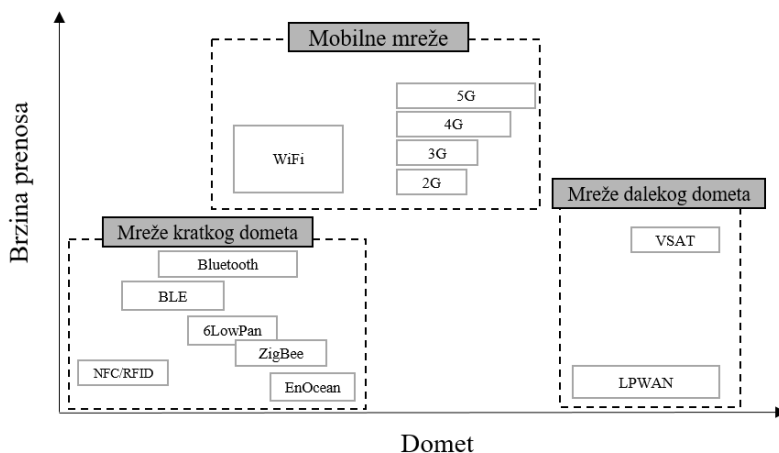 Mobilne mreže
5G
4G
3G
2G
WiFi
Brzina prenosa
Mreže kratkog dometa
Bluetooth
BLE
6LowPan
ZigBee
NFC/RFID
EnOcean
Mreže dalekog dometa
VSAT
LPWAN
Domet